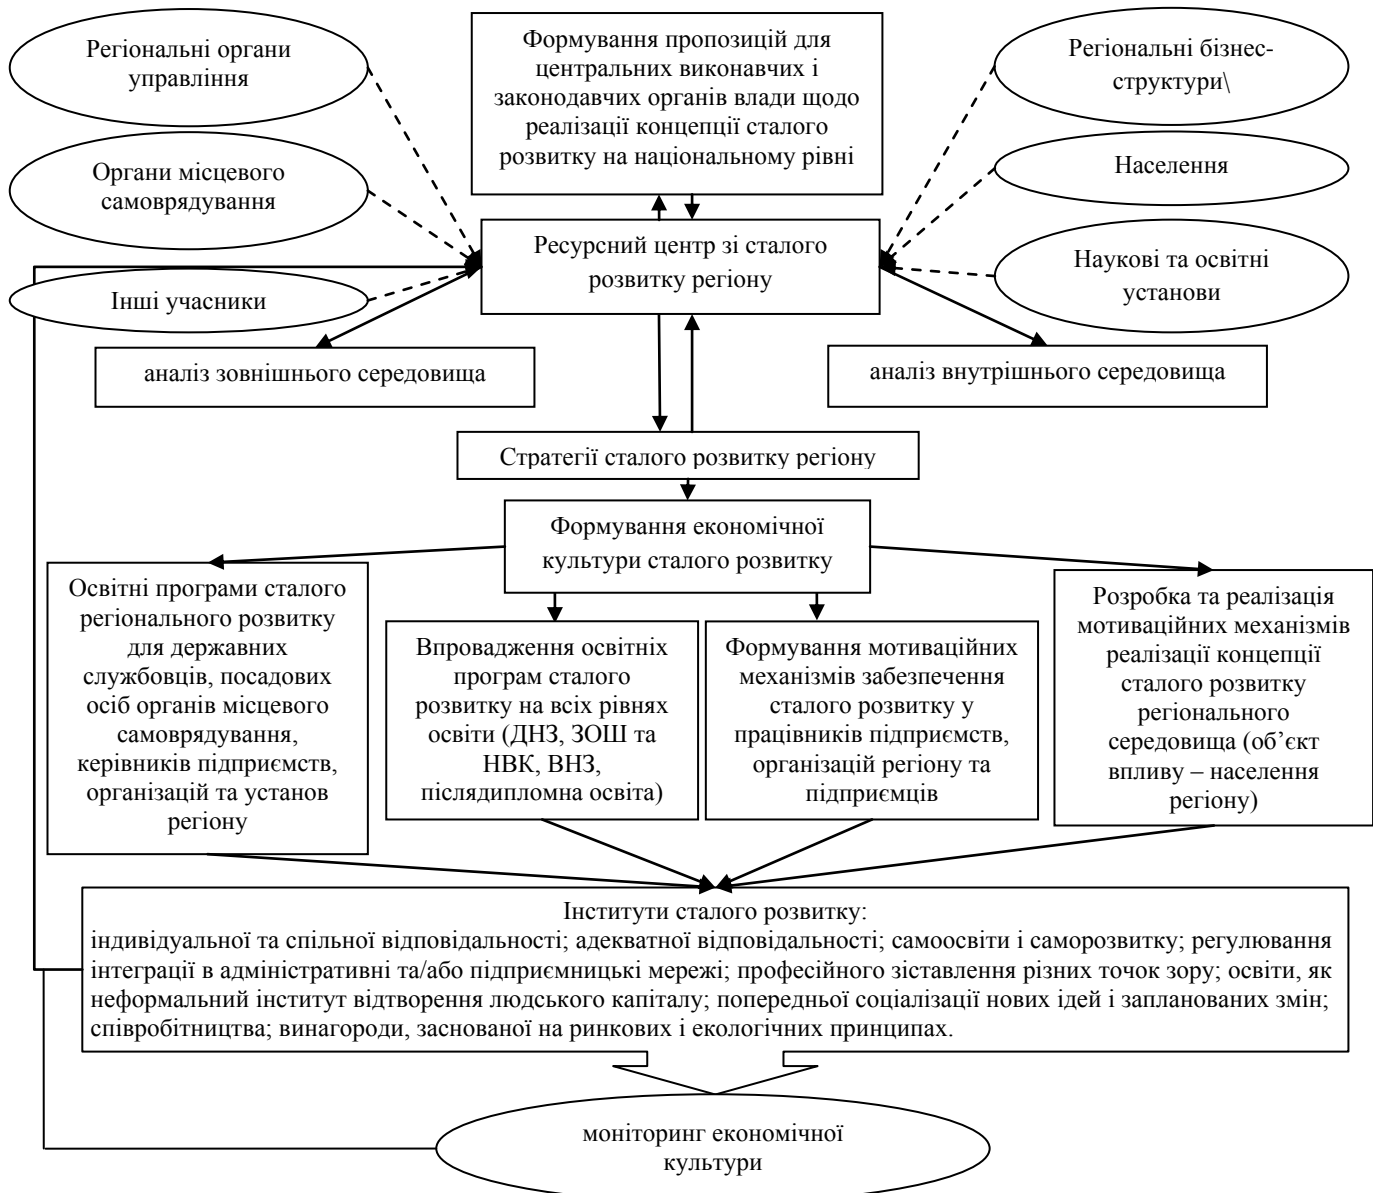 Регіональні органи
управління
Формування пропозицій для
центральних виконавчих і
законодавчих органів влади щодо
реалізації концепції сталого
розвитку на національному рівні
Регіональні бізнес-
структури\
Органи місцевого
самоврядування
Населення
Ресурсний центр зі сталого
розвитку регіону
Наукові та освітні
установи
Інші учасники
аналіз зовнішнього середовища
аналіз внутрішнього середовища
Стратегії сталого розвитку регіону
Формування економічної
культури сталого розвитку
Освітні програми сталого
регіонального розвитку
для державних
службовців, посадових
осіб органів місцевого
самоврядування,
керівників підприємств,
організацій та установ
регіону
Впровадження освітніх
програм сталого
розвитку на всіх рівнях
освіти (ДНЗ, ЗОШ та
НВК, ВНЗ,
післядипломна освіта)
Формування мотиваційних
механізмів забезпечення
сталого розвитку у
працівників підприємств,
організацій регіону та
підприємців
Розробка та реалізація
мотиваційних механізмів
реалізації концепції
сталого розвитку
регіонального
середовища (об’єкт
впливу – населення
регіону)
Інститути сталого розвитку:
індивідуальної та спільної відповідальності; адекватної відповідальності; самоосвіти і саморозвитку; регулювання
інтеграції в адміністративні та/або підприємницькі мережі; професійного зіставлення різних точок зору; освіти, як
неформальний інститут відтворення людського капіталу; попередньої соціалізації нових ідей і запланованих змін;
співробітництва; винагороди, заснованої на ринкових і екологічних принципах.
моніторинг економічної
культури